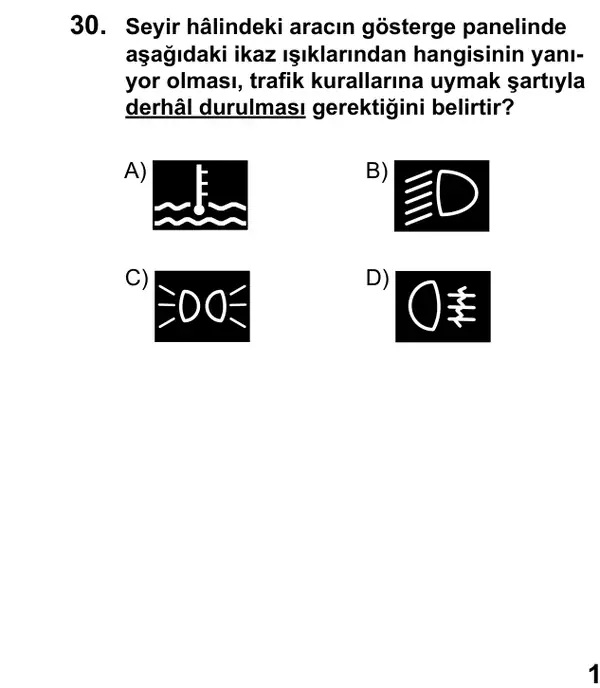 30. Seyir hâlindeki aracın gösterge panelinde
aşağıdaki ikaz ışıklarından hangisinin yanı-
yor olması, trafik kurallarına uymak şartıyla
derhâl durulması gerektiğini belirtir?
A) B)
C) D)
1